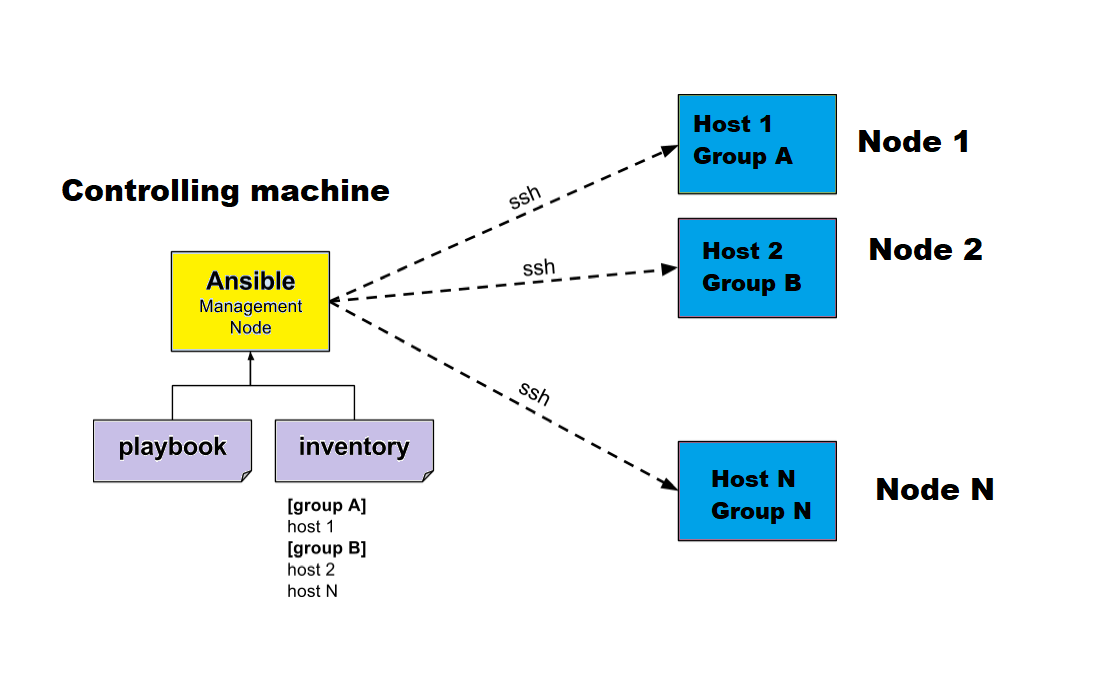 Controlling machine
Ansible
Management
Node
playbook
inventory
[group A]
host 1
[group B]
host 2
host N
ssh
ssh
ssh
Host 1
Group A
Node 1
Host 2
Group B
Node 2
Host N
Group N
Node N